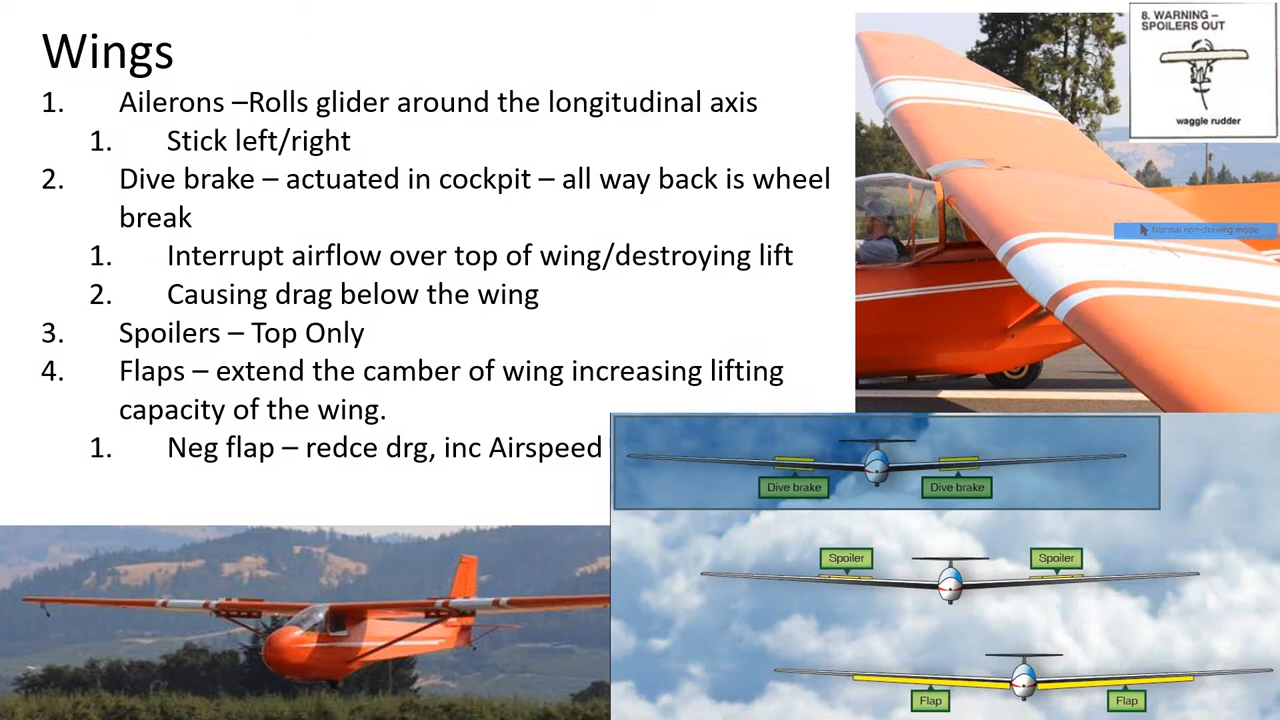 Wings
1. Ailerons –Rolls glider around the longitudinal axis
1. Stick left/right
2. Dive brake – actuated in cockpit – all way back is wheel
break
1. Interrupt airflow over top of wing/destroying lift
2. Causing drag below the wing
3. Spoilers – Top Only
4. Flaps – extend the camber of wing increasing lifting
capacity of the wing.
1. Neg flap – redce drg, inc Airspeed
8. WARNING –
SPOILERS OUT
waggle rudder
Normal non-drawing mode
Dive brake
Dive brake
Spoiler
Spoiler
Flap
Flap